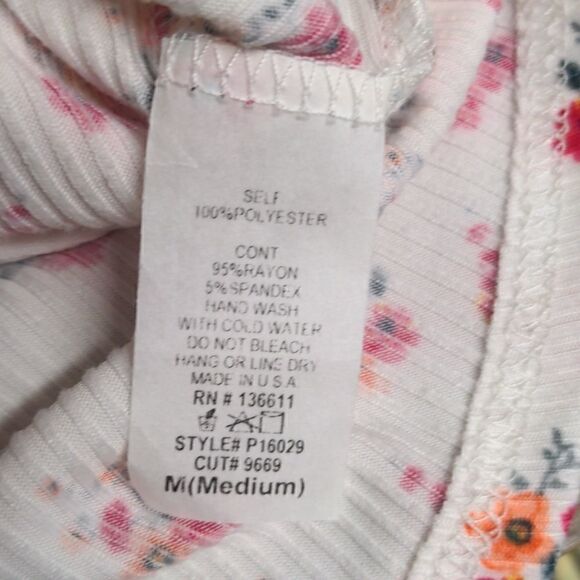 SELF
100%POLYESTER
CONT
95%RAYON
5%SPANDEX
HAND WASH
WITH COLD WATER
DO NOT BLEACH
HANG OR LINE DRY
MADE IN U.S.A
RN # 136611
STYLE# P16029
CUT# 9669
M(Medium)